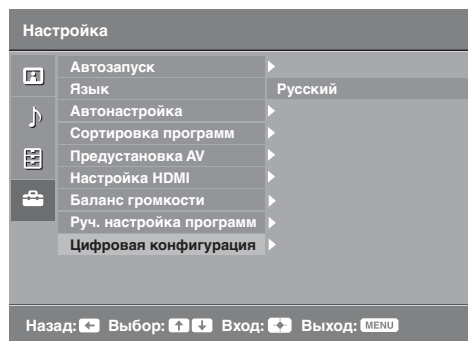 Настройка
Автозапуск
Язык Русский
Автонастройка
Сортировка программ
Предустановка AV
Настройка HDMI
Баланс громкости
Руч. настройка программ
Цифровая конфигурация
Назад: Выбор: Вход: Выход: MENU